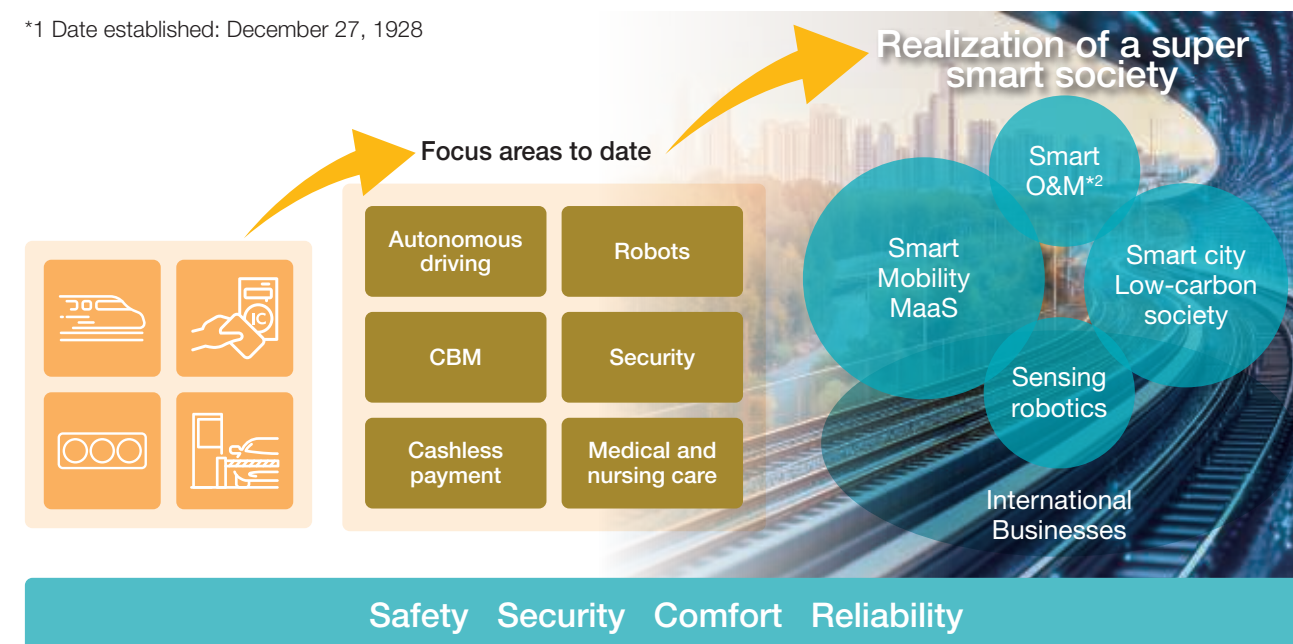 *1 Date established: December 27, 1928
Realization of a super
smart society
Focus areas to date
Autonomous
driving
Robots
CBM
Security
Cashless
payment
Medical and
nursing care
IC
Smart
O&M*2
Smart
Mobility
MaaS
Smart city
Low-carbon
society
Sensing
robotics
International
Businesses
Safety Security Comfort Reliability